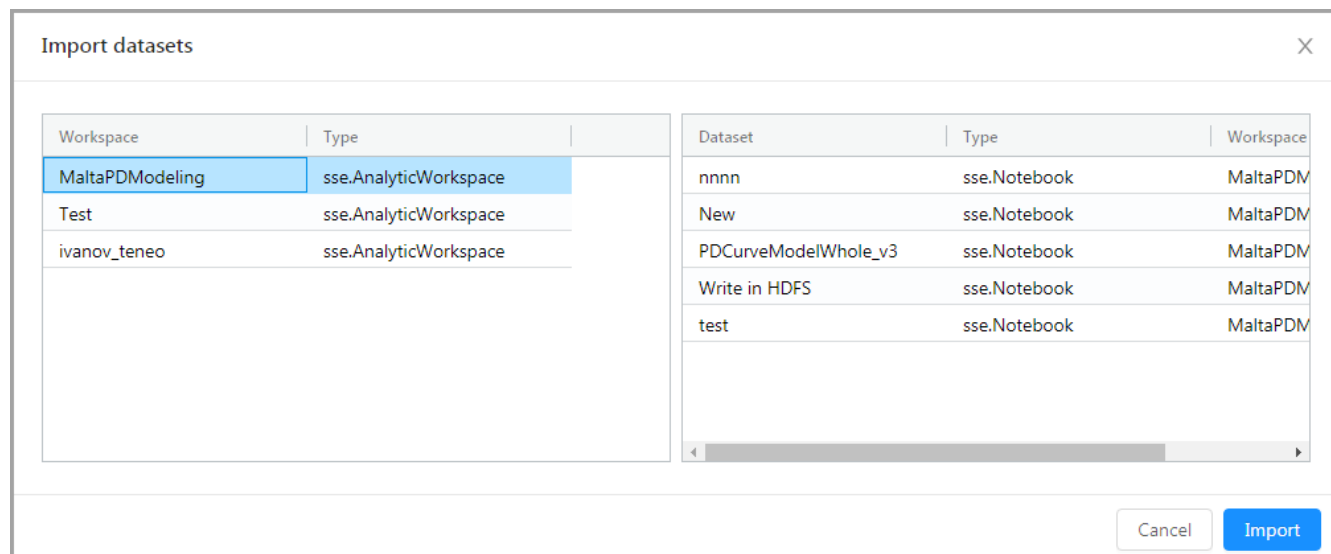 Import datasets
Workspace Type
MaltaPDModeling sse.AnalyticWorkspace
Test sse.AnalyticWorkspace
ivanov_teneo sse.AnalyticWorkspace
Dataset Type Workspace
nnnn sse.Notebook MaltaPDM
New sse.Notebook MaltaPDM
PDCurveModelWhole_v3 sse.Notebook MaltaPDM
Write in HDFS sse.Notebook MaltaPDM
test sse.Notebook MaltaPDM
Cancel Import